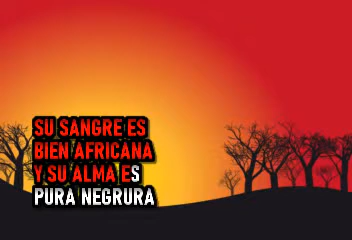 SU SANGRE ES
BIEN AFRICANA
Y SU ALMA ES
PURA NEGRURA